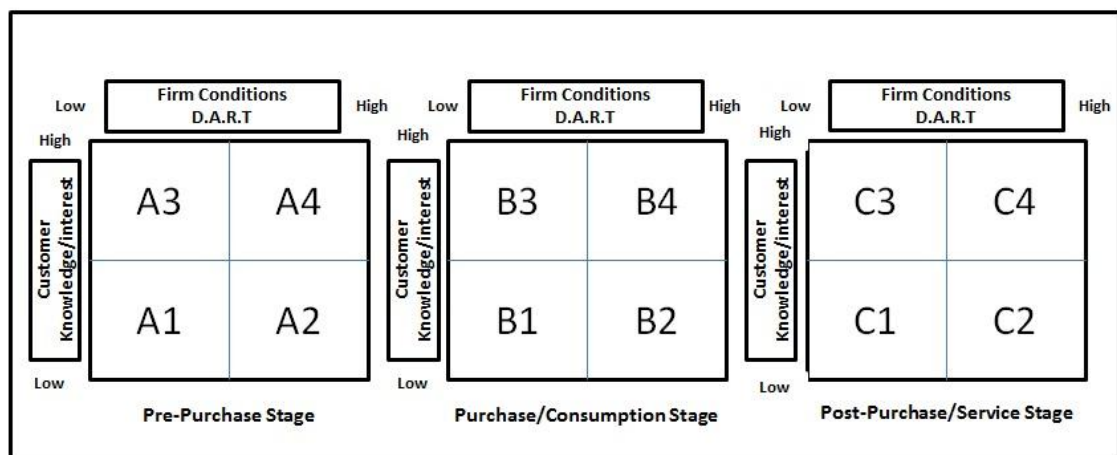 Firm Conditions
D.A.R.T
Low
High
High
Customer
Knowledge/interest
A3
A4
A1
A2
Low
Pre-Purchase Stage
Firm Conditions
D.A.R.T
Low
High
High
Customer
Knowledge/interest
B3
B4
B1
B2
Low
Purchase/Consumption Stage
Firm Conditions
D.A.R.T
Low
High
High
Customer
Knowledge/interest
C3
C4
C1
C2
Low
Post-Purchase/Service Stage